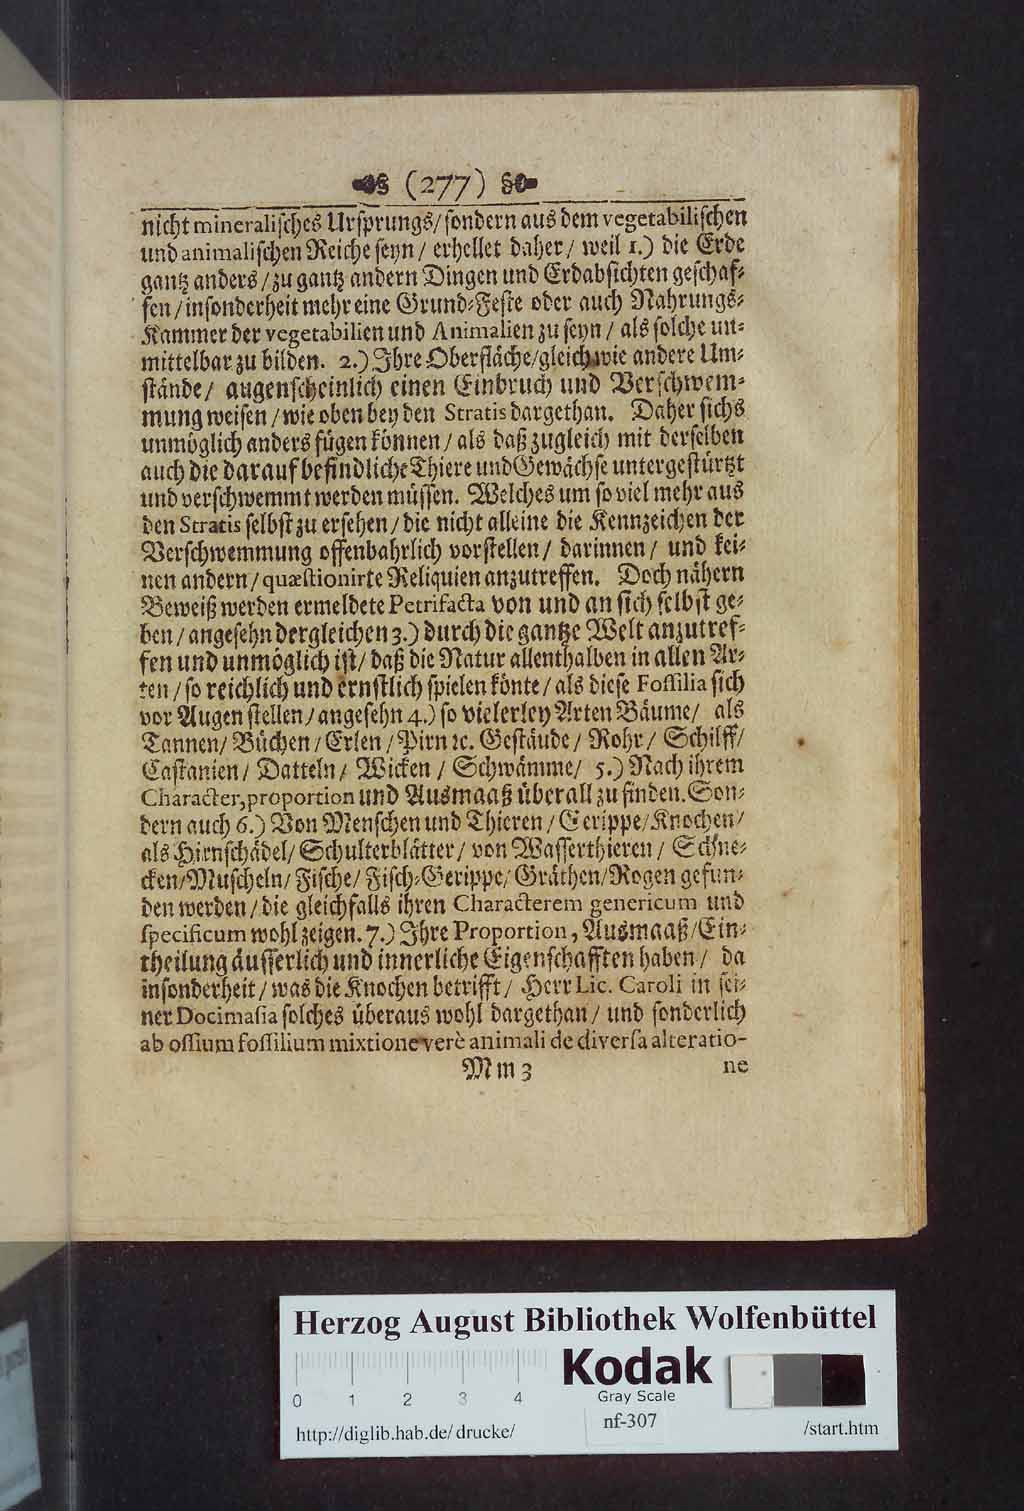 (277)
nicht mineralisches Ursprungs/ sondern aus dem vegetabilischen
und animalischen Reiche seyn/ erhellet daher/ weil 1.) die Erde
gantz anders/ zu gantz andern Dingen und Erdabsichten geschaf-
fen/ insonderheit mehr eine Grund-Feste oder auch Nahrungs-
Kammer der vegetabilien und Animalien zu seyn/ als solche un-
mittelbar zu bilden. 2.) Ihre Oberfläche/ gleich wie andere Um-
stände/ augenscheinlich einen Einbruch und Verschwem-
mung weisen/ wie oben bey den Stratis dargethan. Daher sichs
unmöglich anders fügen können/ als daß zugleich mit derselben
auch die darauf befindliche Thiere und Gewächse untergestürtzt
und verschwemmt werden müssen. Welches um so viel mehr aus
den Stratis selbst zu ersehen/ die nicht alleine die Kennzeichen der
Verschwemmung offenbahrlich vorstellen/ darinnen/ und kei-
nen andern/ quæstionirte Reliquien anzutreffen. Doch nähern
Beweiß werden ermeldete Petrifacta von und an sich selbst ge-
ben/ angesehn dergleichen 3.) durch die gantze Welt anzutref-
fen und unmöglich ist/ daß die Natur allenthalben in allen Ar-
ten/ so reichlich und ernstlich spielen könte/ als diese Fossilia sich
vor Augen stellen/ angesehn 4.) so vielerley Arten Bäume/ als
Tannen/ Büchen/ Erlen/ Pirn ꝛc. Gestäude/ Rohr/ Schilff/
Castanien/ Datteln/ Wicken/ Schwämme/ 5.) Nach ihrem
Character, proportion und Ausmaaß überall zu finden. Son-
dern auch 6.) Von Menschen und Thieren/ Gerippe/ Knochen/
als Hirnschädel/ Schulterblätter/ von Wasserthieren/ Schne-
cken/ Muscheln/ Fische/ Fisch-Gerippe/ Gräthen/ Rogen gefun-
den werden/ die gleichfalls ihren Characterem genericum und
specificum wohl zeigen. 7.) Ihre Proportion, Ausmaaß/ Ein-
theilung äusserlich und innerliche Eigenschafften haben/ da
insonderheit/ was die Knochen betrifft/ Herr Lic. Caroli in sei-
ner Docimasia solches überaus wohl dargethan/ und sonderlich
ab ossium fossilium mixtione verè animali de diversa alteratio-
Mm 3 ne
Herzog August Bibliothek Wolfenbüttel
0 1 2 3 4
Kodak
Gray Scale
nf-307
http://diglib.hab.de/drucke/ /start.htm